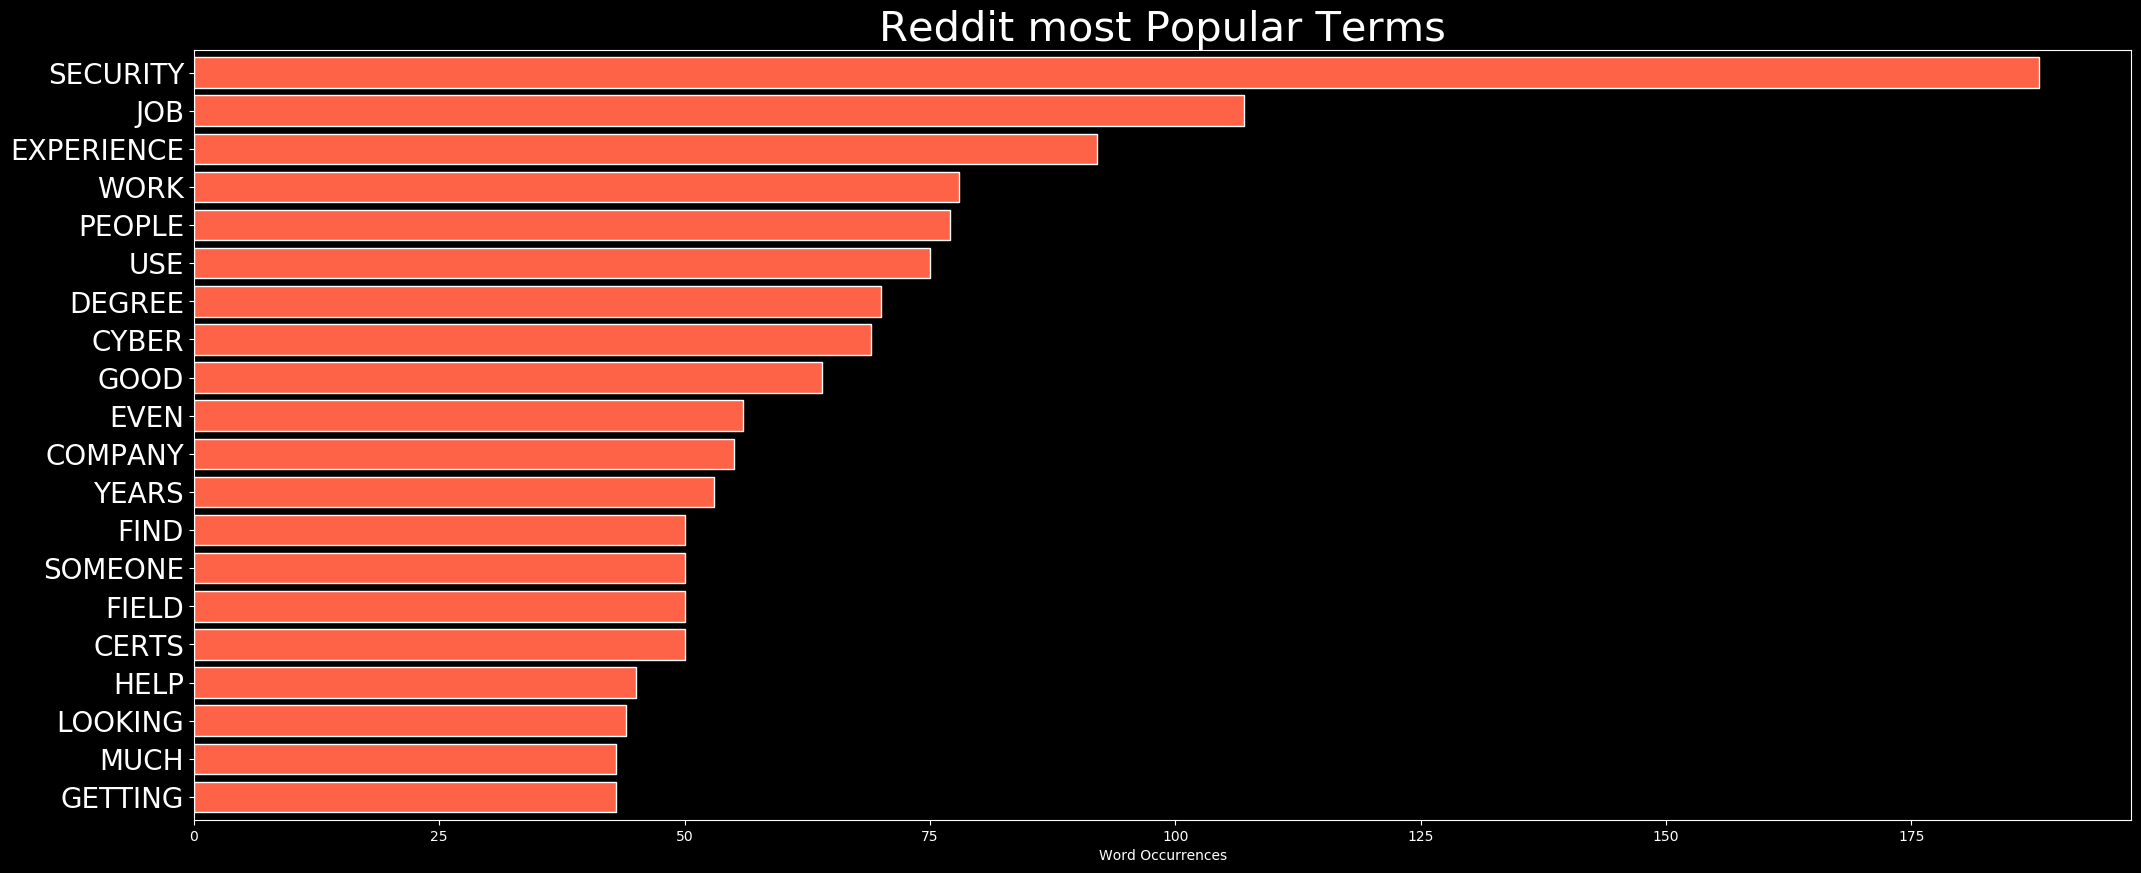 Reddit most Popular Terms
SECURITY
JOB
EXPERIENCE
WORK
PEOPLE
USE
DEGREE
CYBER
GOOD
EVEN
COMPANY
YEARS
FIND
SOMEONE
FIELD
CERTS
HELP
LOOKING
MUCH
GETTING
0 25 50 75 100 125 150 175
Word Occurrences